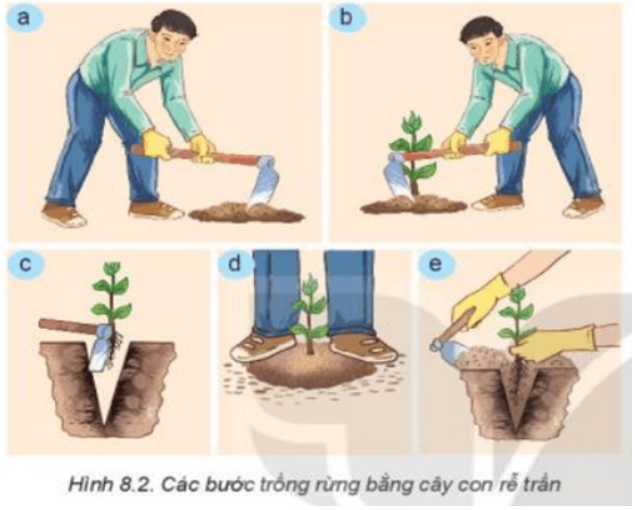 a
b
c
d
e
Hình 8.2. Các bước trồng rừng bằng cây con rễ trần